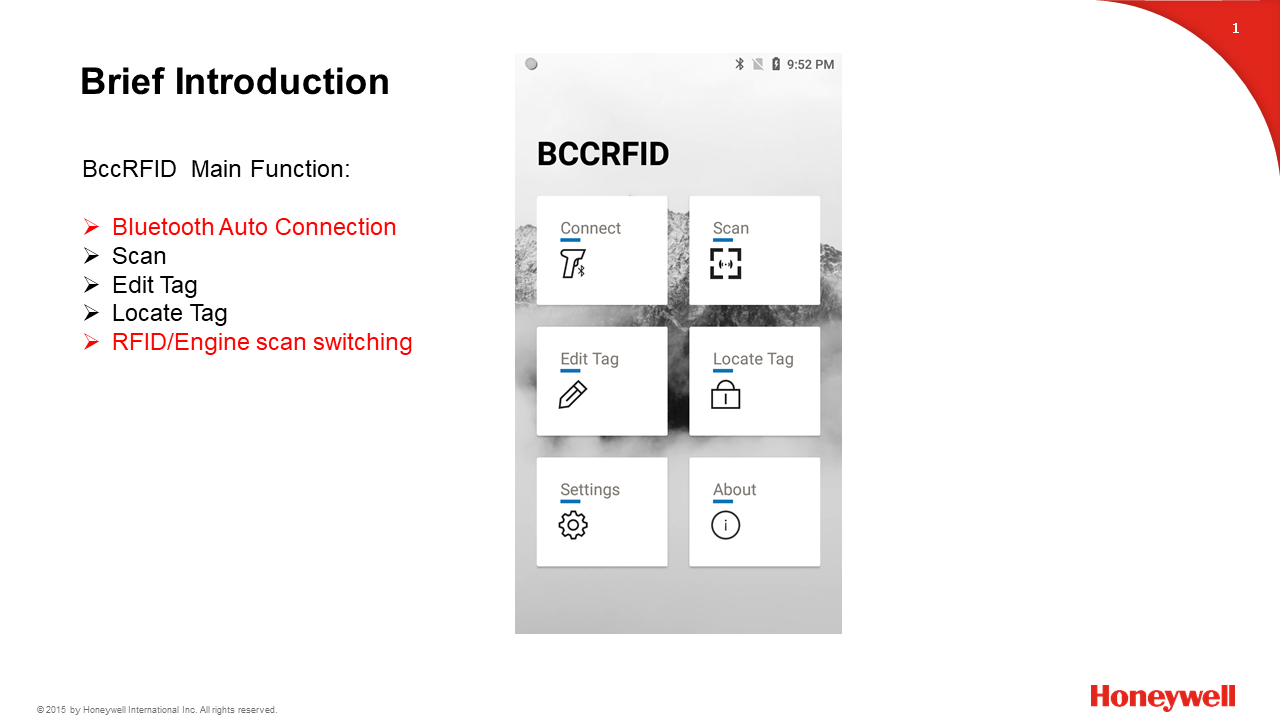 1
Brief Introduction
BccRFID Main Function:
➢ Bluetooth Auto Connection
➢ Scan
➢ Edit Tag
➢ Locate Tag
➢ RFID/Engine scan switching
9:52 PM
BCCRFID
Connect
Scan
Edit Tag
Locate Tag
Settings
About
© 2015 by Honeywell International Inc. All rights reserved.
Honeywell